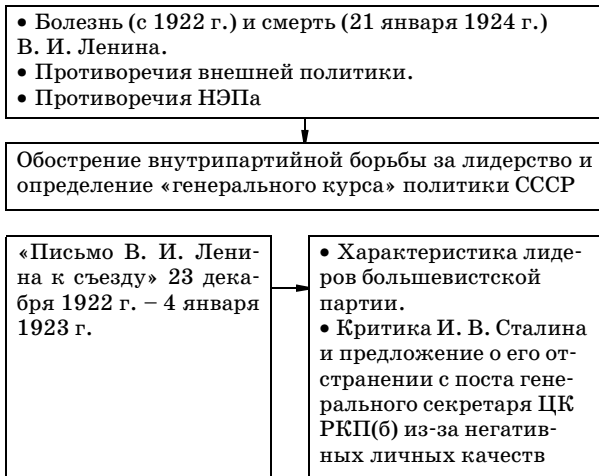 • Болезнь (с 1922 г.) и смерть (21 января 1924 г.)
В. И. Ленина.
• Противоречия внешней политики.
• Противоречия НЭПа
Обострение внутрипартийной борьбы за лидерство и
определение «генерального курса» политики СССР
«Письмо В. И. Лени-
на к съезду» 23 дека-
бря 1922 г. – 4 января
1923 г.
• Характеристика лиде-
ров большевистской
партии.
• Критика И. В. Сталина
и предложение о его от-
странении с поста гене-
рального секретаря ЦК
РКП(б) из-за негатив-
ных личных качеств